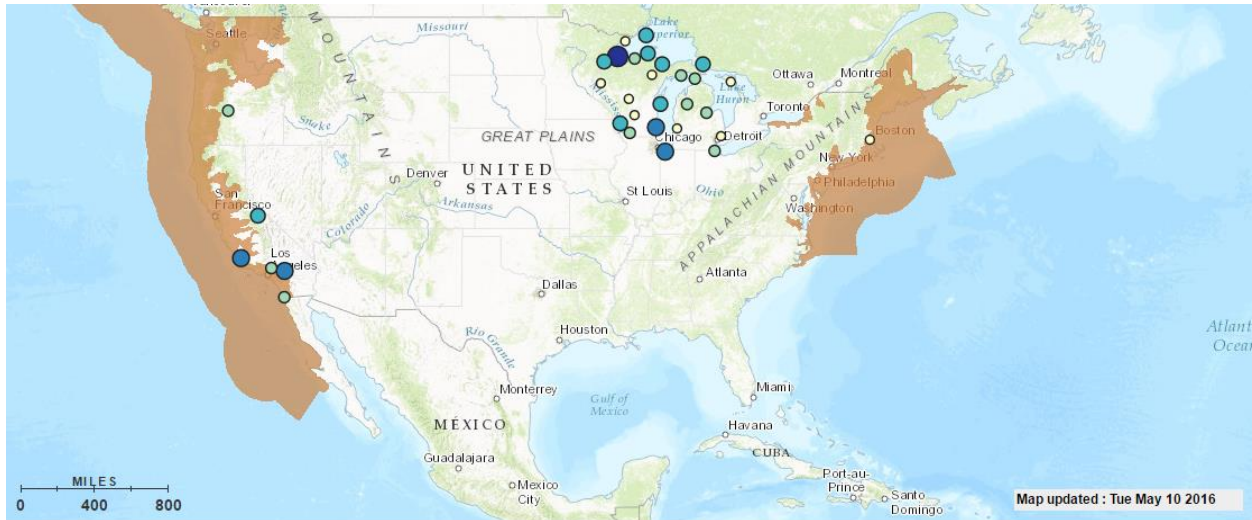 Vancouver
Seattle
Missouri
Lake
Superior
MOUNTAINS
Mississi
Lake
Huron
Ottawa
Montreal
Toronto
Boston
Snake
GREAT PLAINS
Chicago
Detroit
New York
Philadelphia
Washington
APPALACHIAN MOUNTAINS
Denver
UNITED
STATES
St Louis
Ohio
San
Francisco
Colorado
Arkansas
Los
Angeles
Atlanta
Dallas
Houston
Rio Grande
Monterrey
Gulf of
Mexico
Miami
Havana
CUBA
MÉXICO
Guadalajara
Mexico
City
Port-au-
Prince
Santo
Domingo
Atlant
Ocea
MILES
0 400 800
Map updated : Tue May 10 2016